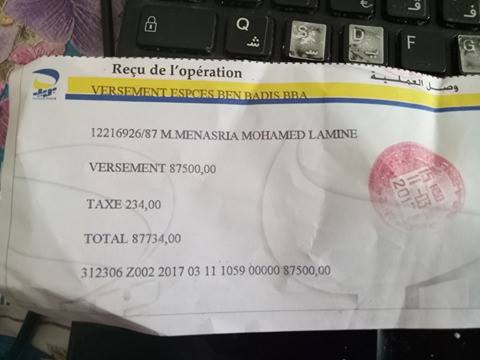 Q
D
F
G
Reçu de l'opération
وصل العملية
VERSEMENT ESPCES BEN BADIS BBA
12216926/87 M.MENASRIA MOHAMED LAMINE
VERSEMENT 87500,00
TAXE 234,00
TOTAL 87734,00
312306 Z002 2017 03 11 1059 00000 87500,00